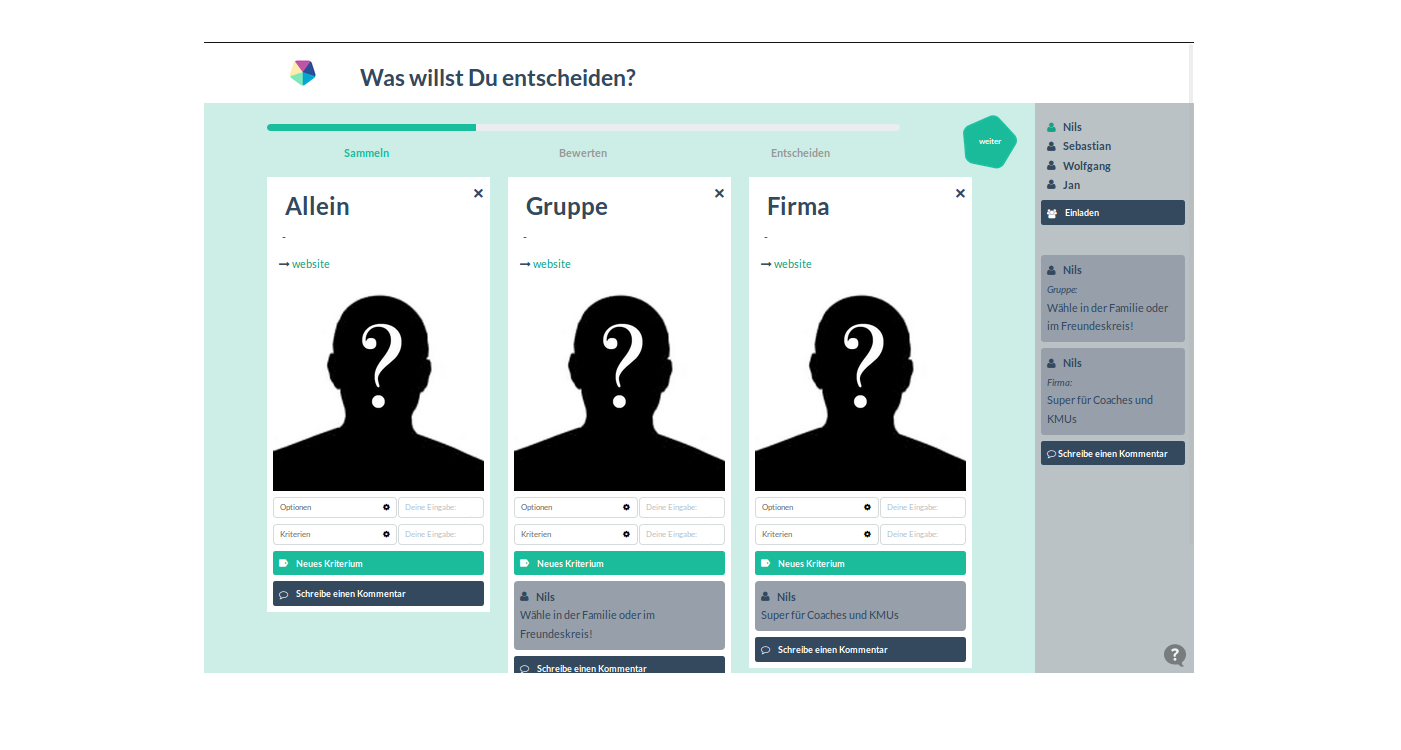 Was willst Du entscheiden?
Sammeln
Bewerten
Entscheiden
weiter
Allein
-
website
?
Optionen
Deine Eingabe:
Kriterien
Deine Eingabe:
Neues Kriterium
Schreibe einen Kommentar
Gruppe
-
website
?
Optionen
Deine Eingabe:
Kriterien
Deine Eingabe:
Neues Kriterium
Nils
Wähle in der Familie oder im
Freundeskreis!
Schreibe einen Kommentar
Firma
-
website
?
Optionen
Deine Eingabe:
Kriterien
Deine Eingabe:
Neues Kriterium
Nils
Super für Coaches und KMUs
Schreibe einen Kommentar
Nils
Sebastian
Wolfgang
Jan
Einladen
Nils
Gruppe:
Wähle in der Familie oder
im Freundeskreis!
Nils
Firma:
Super für Coaches und
KMUs
Schreibe einen Kommentar
?